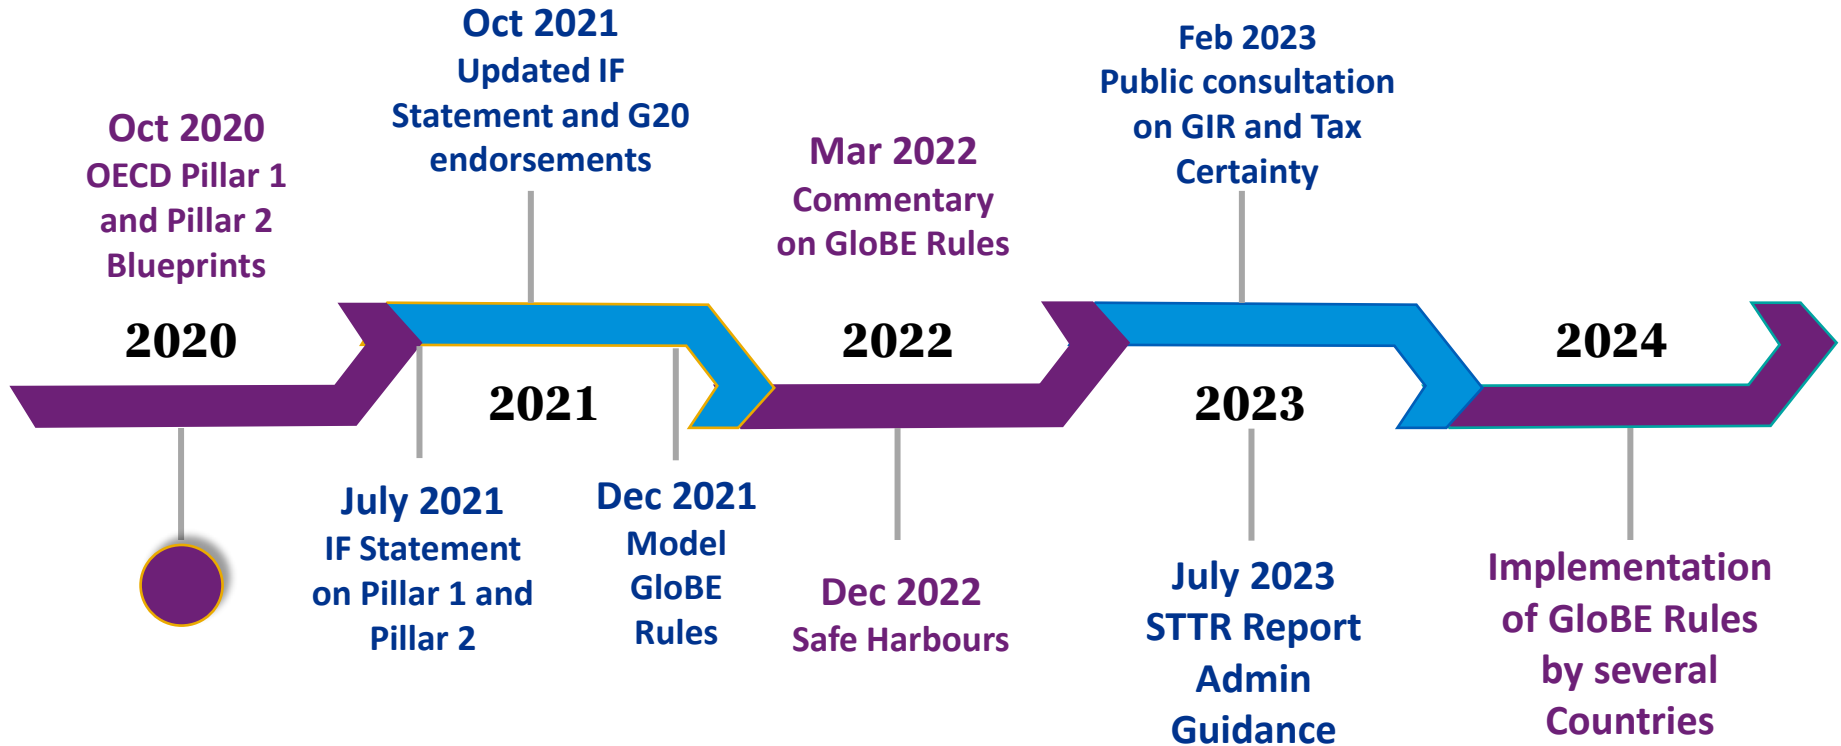 Oct 2020
OECD Pillar 1
and Pillar 2
Blueprints
2020
Oct 2021
Updated IF
Statement and G20
endorsements
2021
July 2021
IF Statement
on Pillar 1 and
Pillar 2
Dec 2021
Model
GloBE
Rules
Mar 2022
Commentary
on GloBE Rules
2022
Dec 2022
Safe Harbours
Feb 2023
Public consultation
on GIR and Tax
Certainty
2023
July 2023
STTR Report
Admin
Guidance
2024
Implementation
of GloBE Rules
by several
Countries